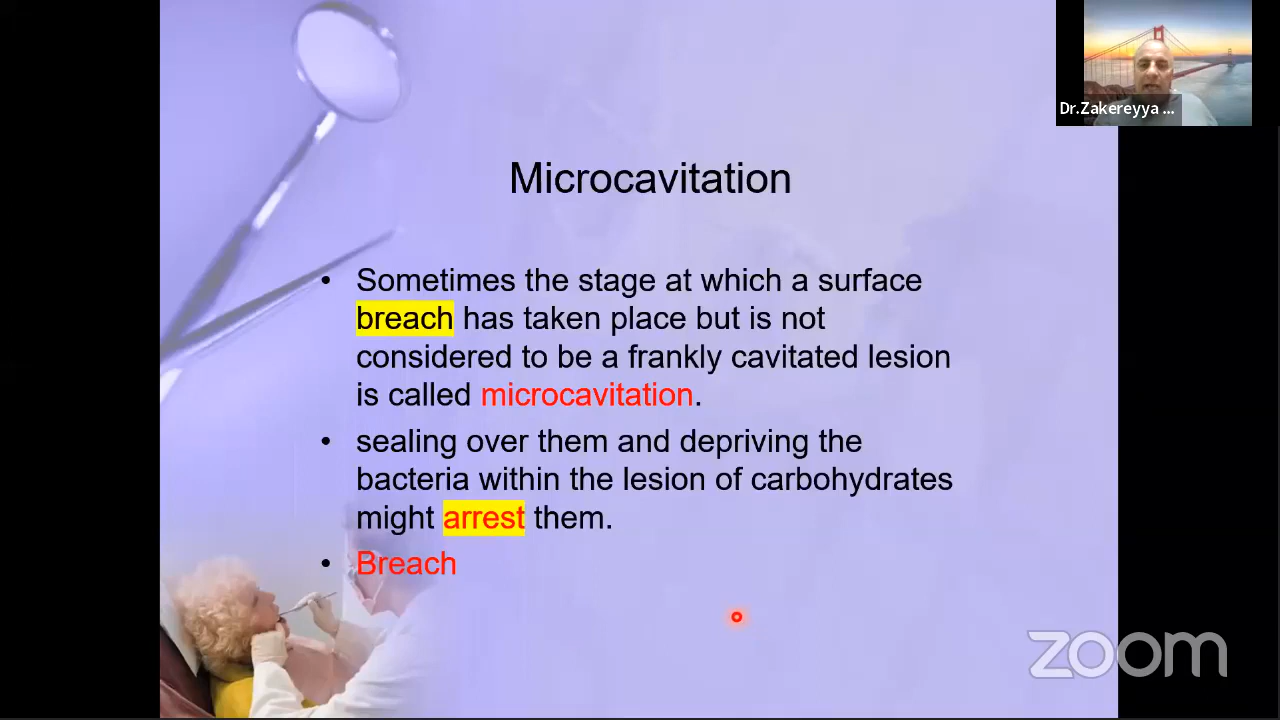 Dr.Zakereyya ...
Microcavitation
• Sometimes the stage at which a surface
breach has taken place but is not
considered to be a frankly cavitated lesion
is called microcavitation.
• sealing over them and depriving the
bacteria within the lesion of carbohydrates
might arrest them.
• Breach
zoom